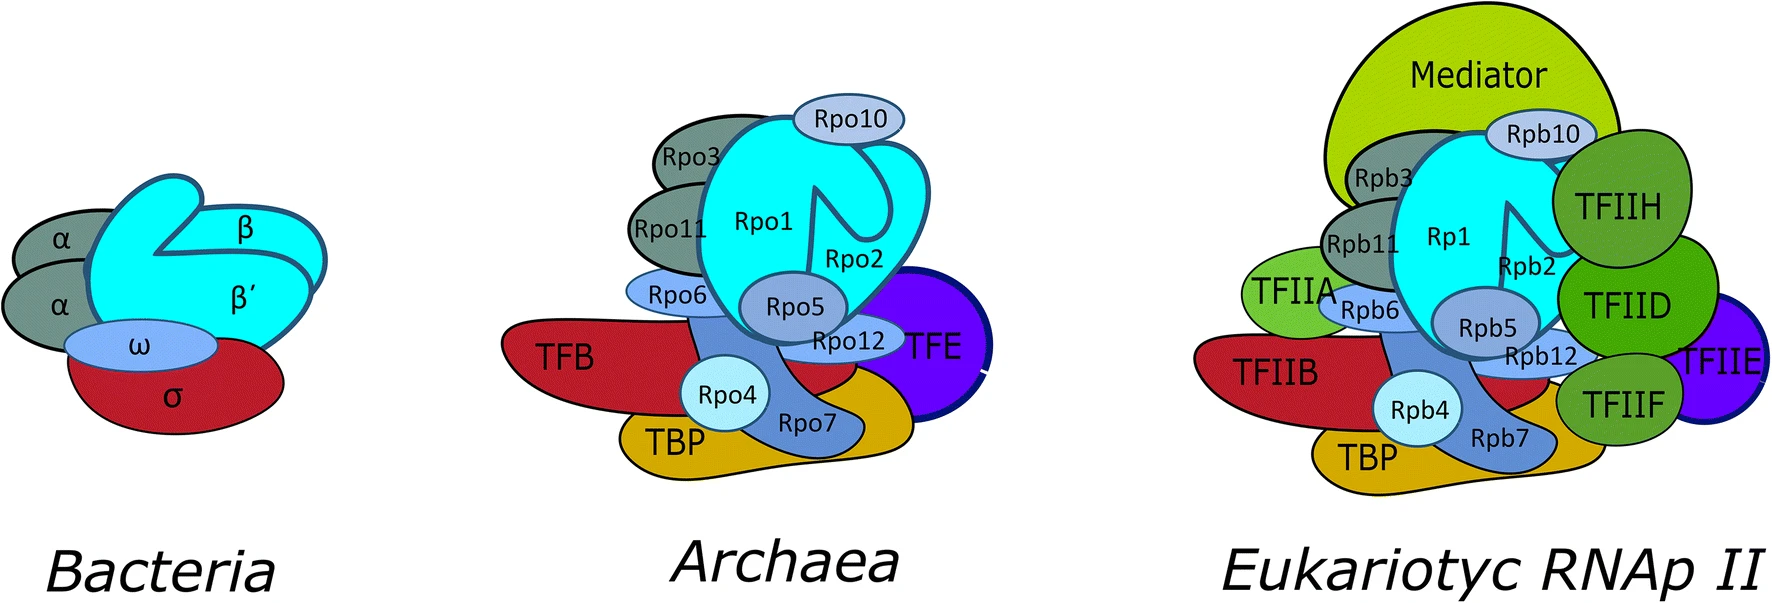 α
β
α
β′
ω
σ
Bacteria
Rpo10
Rpo3
Rpo11
Rpo1
Rpo2
Rpo6
Rpo5
Rpo12
TFE
TFB
Rpo4
Rpo7
TBP
Archaea
Mediator
Rpb10
Rpb3
TFIIH
Rpb11
Rp1
Rpb2
TFIIA
Rpb6
Rpb5
TFIID
Rpb12
TFIIE
TFIIB
Rpb4
TFIIF
Rpb7
TBP
Eukariotyc RNAp II